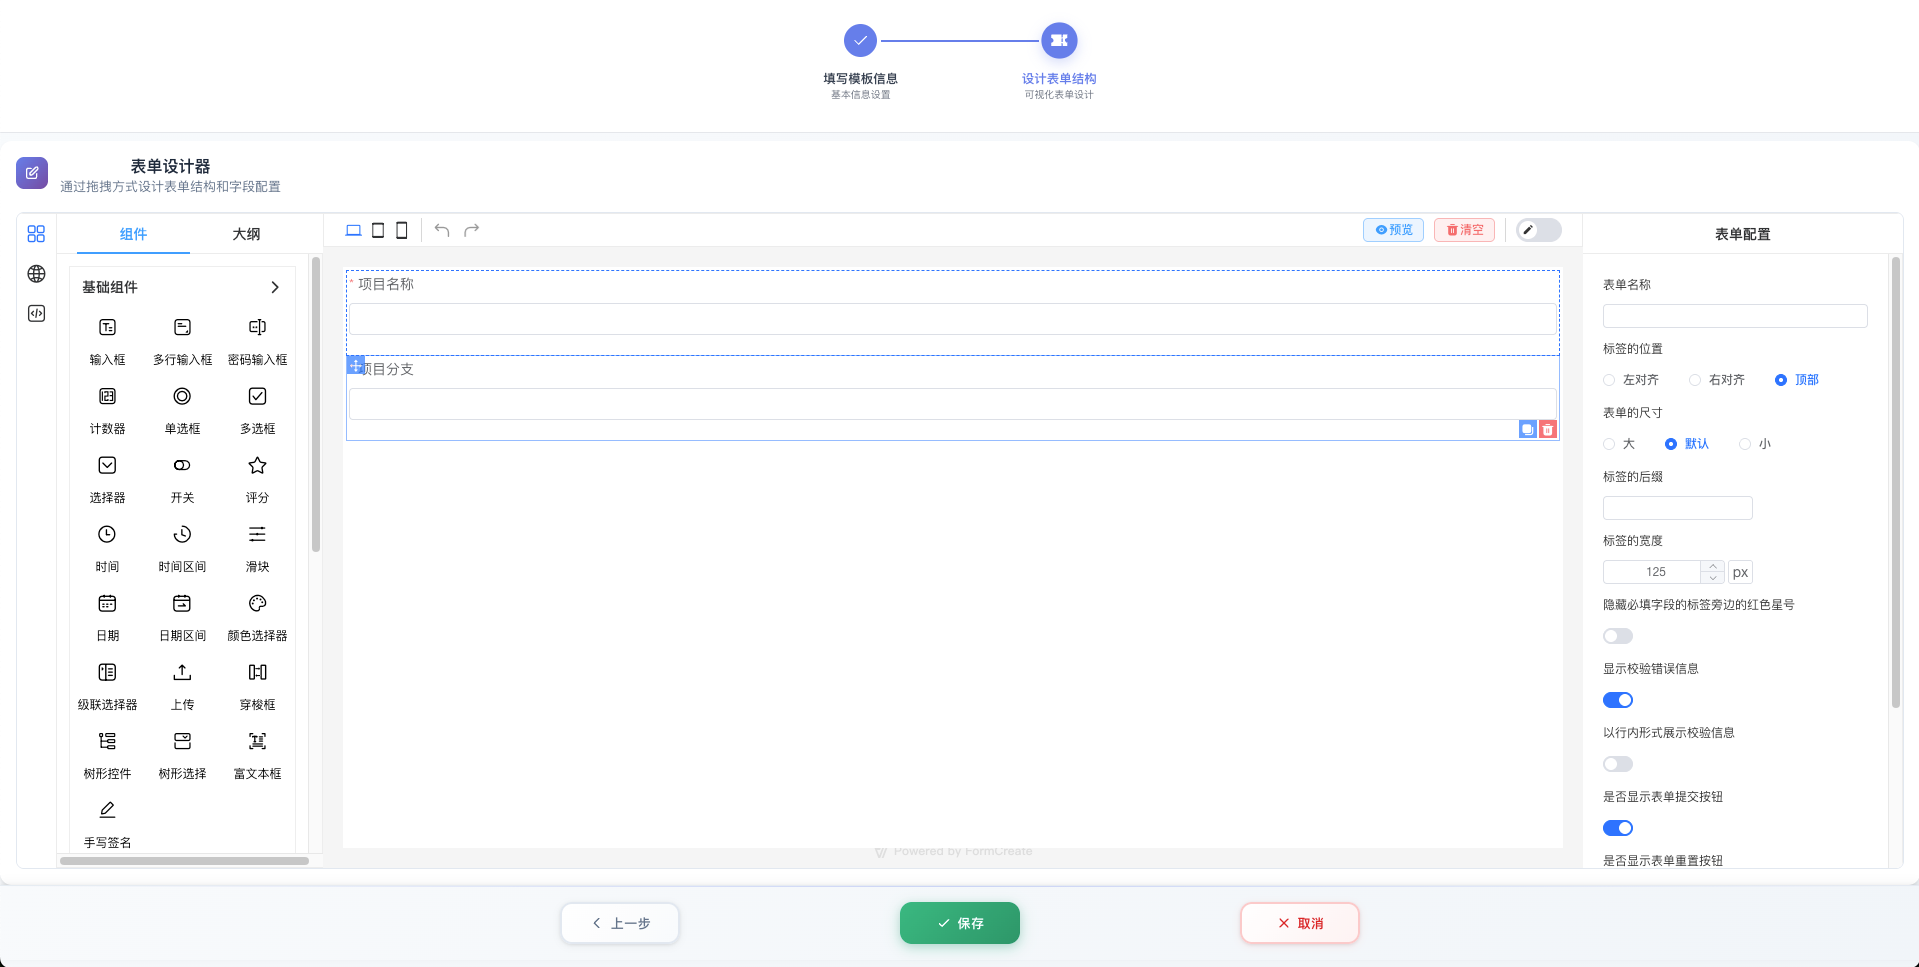 填写模板信息
基本信息设置
设计表单结构
可视化表单设计
表单设计器
通过拖拽方式设计表单结构和字段配置
组件
大纲
预览
清空
表单配置
基础组件
输入框
多行输入框
密码输入框
计数器
单选框
多选框
选择器
开关
评分
时间
时间区间
滑块
日期
日期区间
颜色选择器
级联选择器
上传
穿梭框
树形控件
树形选择
富文本框
手写签名
* 项目名称
项目分支
Powered by FormCreate
表单名称
标签的位置
左对齐
右对齐
顶部
表单的尺寸
大
默认
小
标签的后缀
标签的宽度
125
px
隐藏必填字段的标签旁边的红色星号
显示校验错误信息
以行内形式展示校验信息
是否显示表单提交按钮
是否显示表单重置按钮
上一步
保存
取消